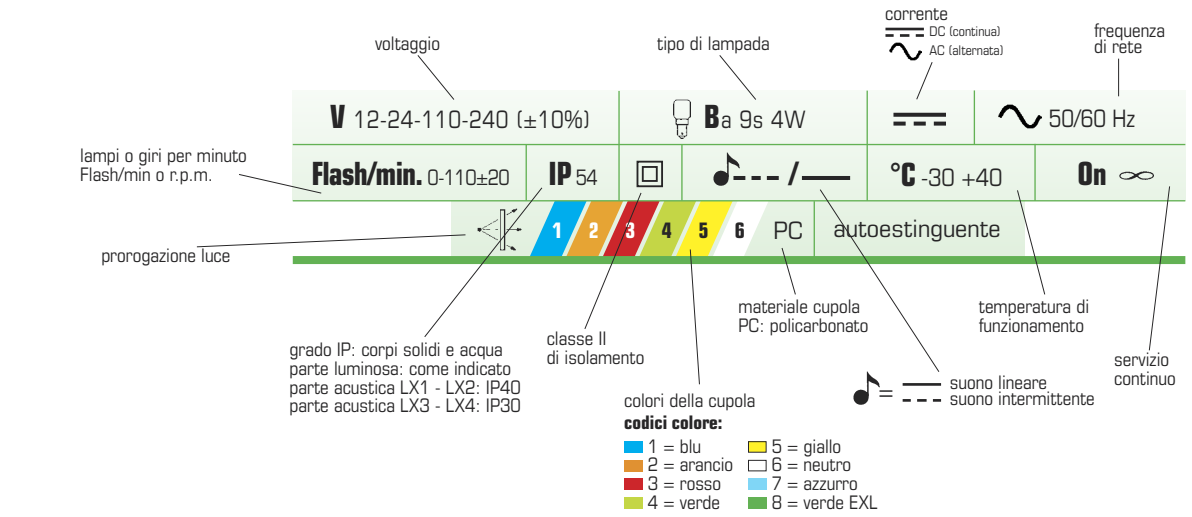 corrente
DC (continua)
AC (alternata)
voltaggio
tipo di lampada
frequenza
di rete
V 12-24-110-240 (±10%)
Ba 9s 4W
50/60 Hz
lampi o giri per minuto
Flash/min o r.p.m.
Flash/min. 0-110±20
IP 54
/
°C -30 +40
On ∞
prorogazione luce
1 2 3 4 5 6 PC
autoestinguente
grado IP: corpi solidi e acqua
parte luminosa: come indicato
parte acustica LX1 - LX2: IP40
parte acustica LX3 - LX4: IP30
classe II
di isolamento
materiale cupola
PC: policarbonato
temperatura di
funzionamento
servizio
continuo
= suono lineare
suono intermittente
colori della cupola
codici colore:
1 = blu
2 = arancio
3 = rosso
4 = verde
5 = giallo
6 = neutro
7 = azzurro
8 = verde EXL